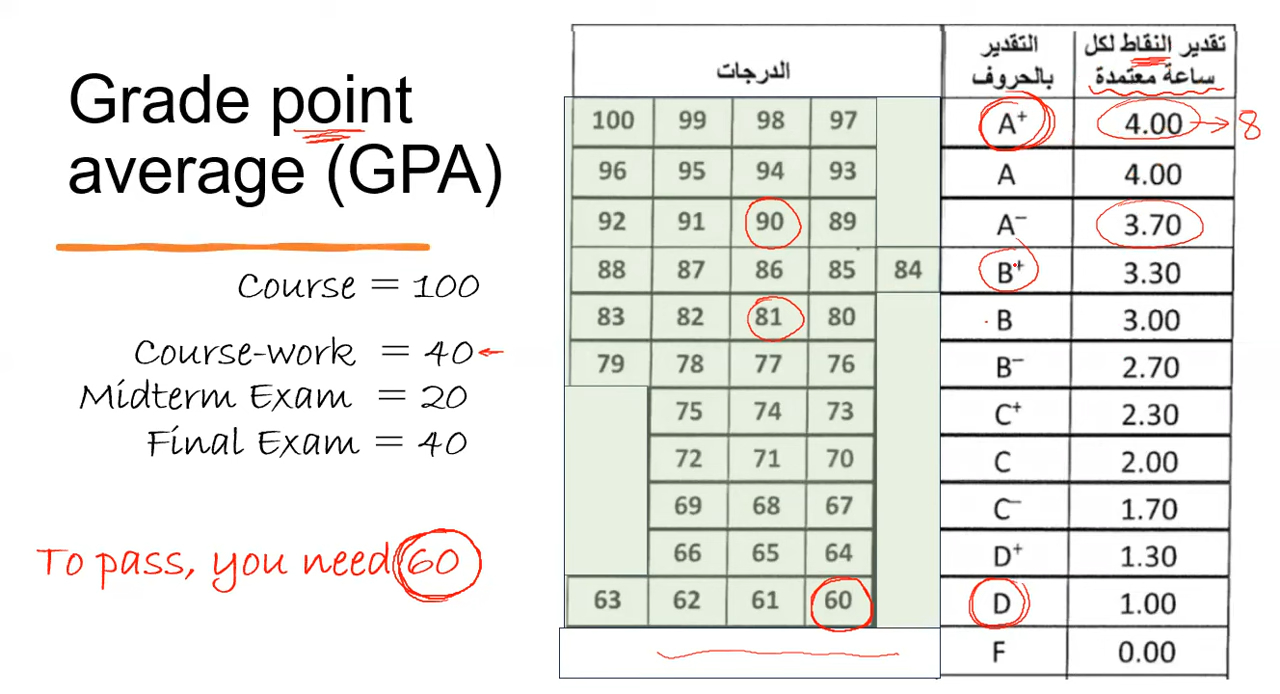 Grade point
average (GPA)
Course = 100
Course-work = 40
Midterm Exam = 20
Final Exam = 40
To pass, you need 60
الدرجات
التقدير بالحروف
تقدير النقاط لكل ساعة معتمدة
100 99 98 97 A+ 4.00 → 8
96 95 94 93 A 4.00
92 91 90 89 A− 3.70
88 87 86 85 84 B+ 3.30
83 82 81 80 B 3.00
79 78 77 76 B− 2.70
75 74 73 C+ 2.30
72 71 70 C 2.00
69 68 67 C− 1.70
66 65 64 D+ 1.30
63 62 61 60 D 1.00
F 0.00